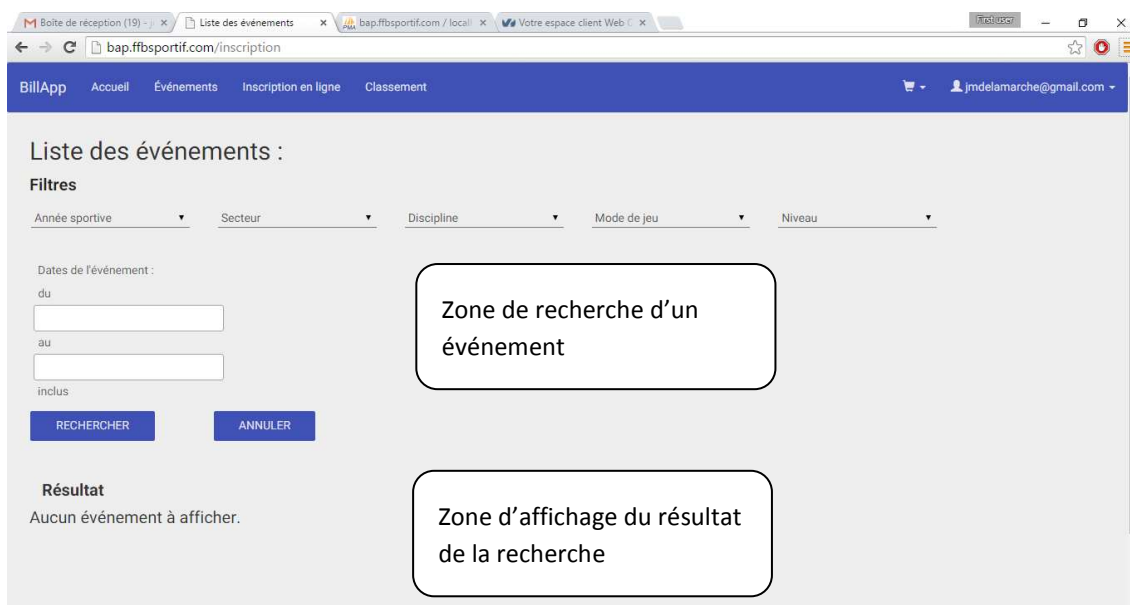 Boîte de réception (19) - j
Liste des événements
bap.ffbsportif.com / locall
Votre espace client Web C
First user
bap.ffbsportif.com/inscription
BillApp Accueil Événements Inscription en ligne Classement jmdelamarche@gmail.com
Liste des événements :
Filtres
Année sportive Secteur Discipline Mode de jeu Niveau
Dates de l'événement :
du
au
inclus
RECHERCHER ANNULER
Zone de recherche d’un
événement
Résultat
Aucun événement à afficher.
Zone d’affichage du résultat
de la recherche